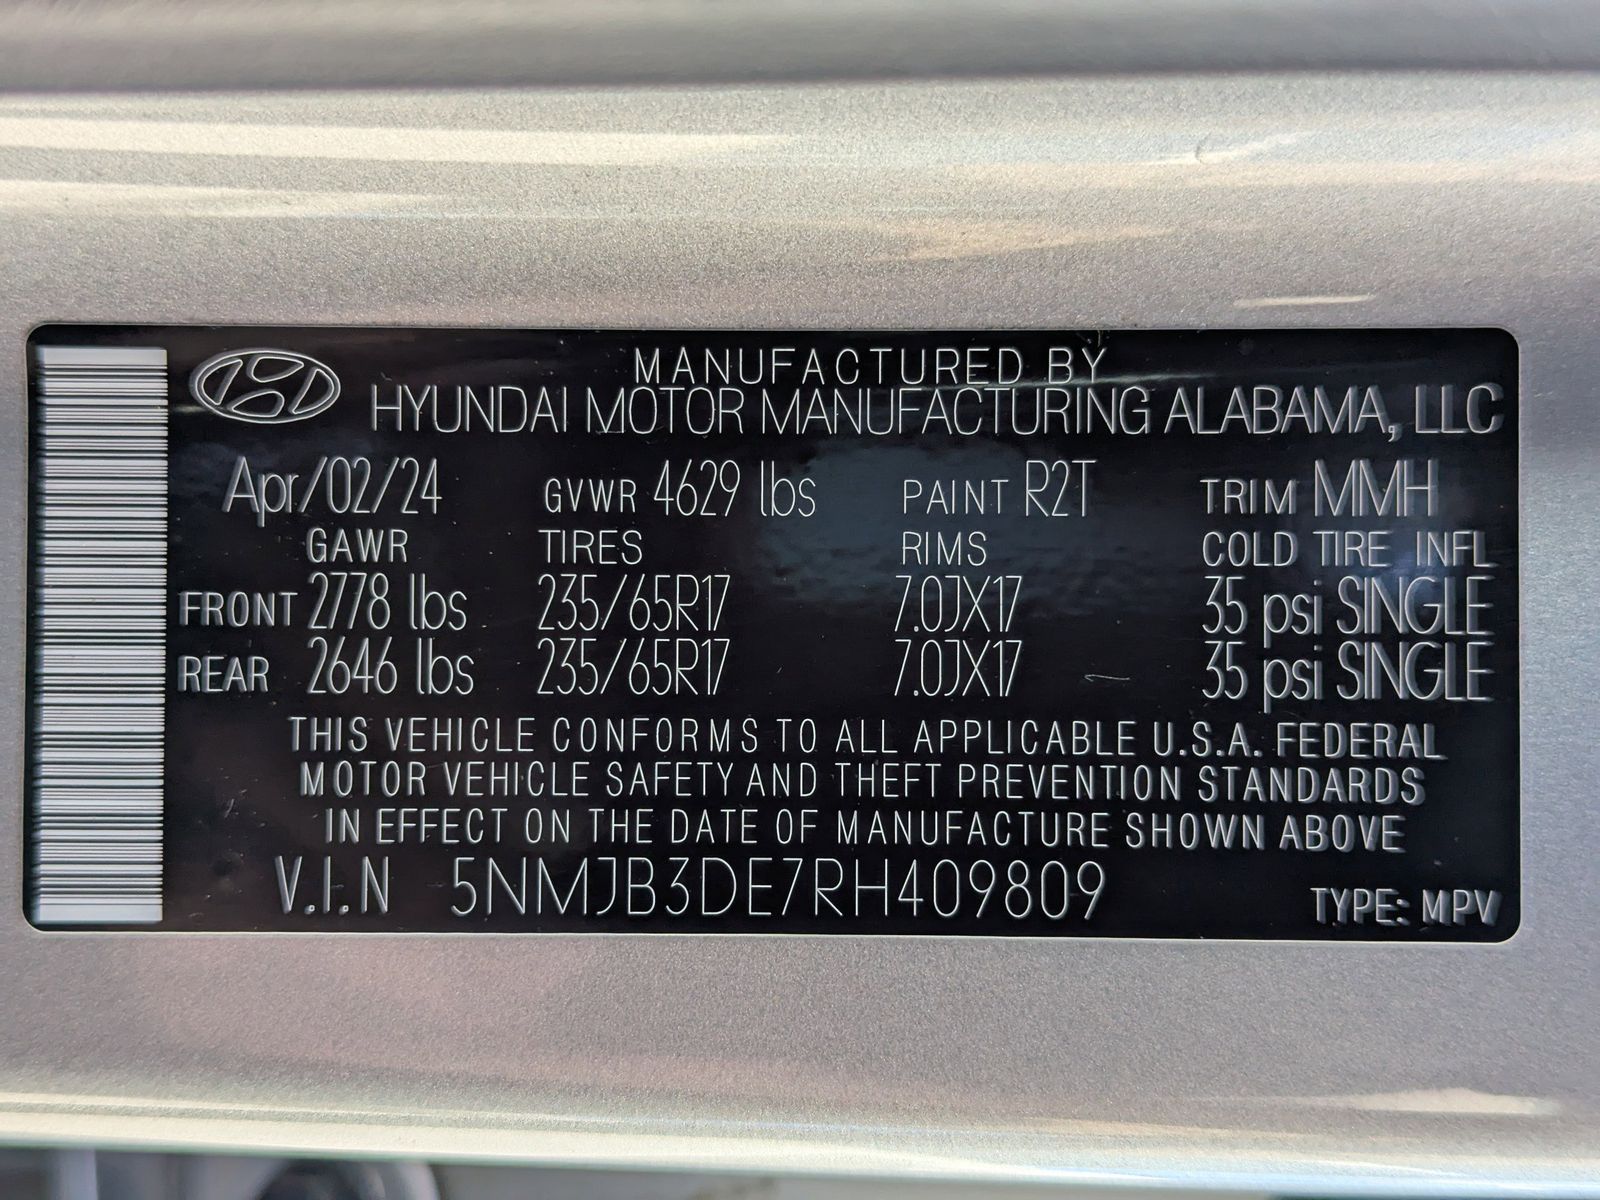 MANUFACTURED BY
HYUNDAI MOTOR MANUFACTURING ALABAMA, LLC
Apr/02/24 GVWR 4629 lbs PAINT R2T TRIM MMH
GAWR TIRES RIMS COLD TIRE INFL
FRONT 2778 lbs 235/65R17 7.0JX17 35 psi SINGLE
REAR 2646 lbs 235/65R17 7.0JX17 35 psi SINGLE
THIS VEHICLE CONFORMS TO ALL APPLICABLE U.S.A. FEDERAL
MOTOR VEHICLE SAFETY AND THEFT PREVENTION STANDARDS
IN EFFECT ON THE DATE OF MANUFACTURE SHOWN ABOVE
V.I.N 5NMJB3DE7RH409809 TYPE: MPV